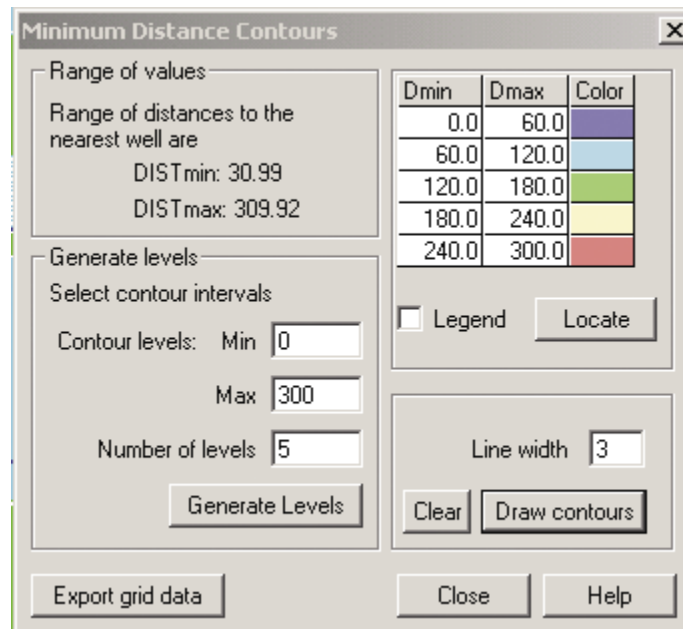 Minimum Distance Contours
Range of values
Range of distances to the
nearest well are
DISTmin: 30.99
DISTmax: 309.92
Generate levels
Select contour intervals
Contour levels: Min 0
Max 300
Number of levels 5
Generate Levels
Dmin Dmax Color
0.0 60.0
60.0 120.0
120.0 180.0
180.0 240.0
240.0 300.0
Legend Locate
Line width 3
Clear Draw contours
Export grid data Close Help